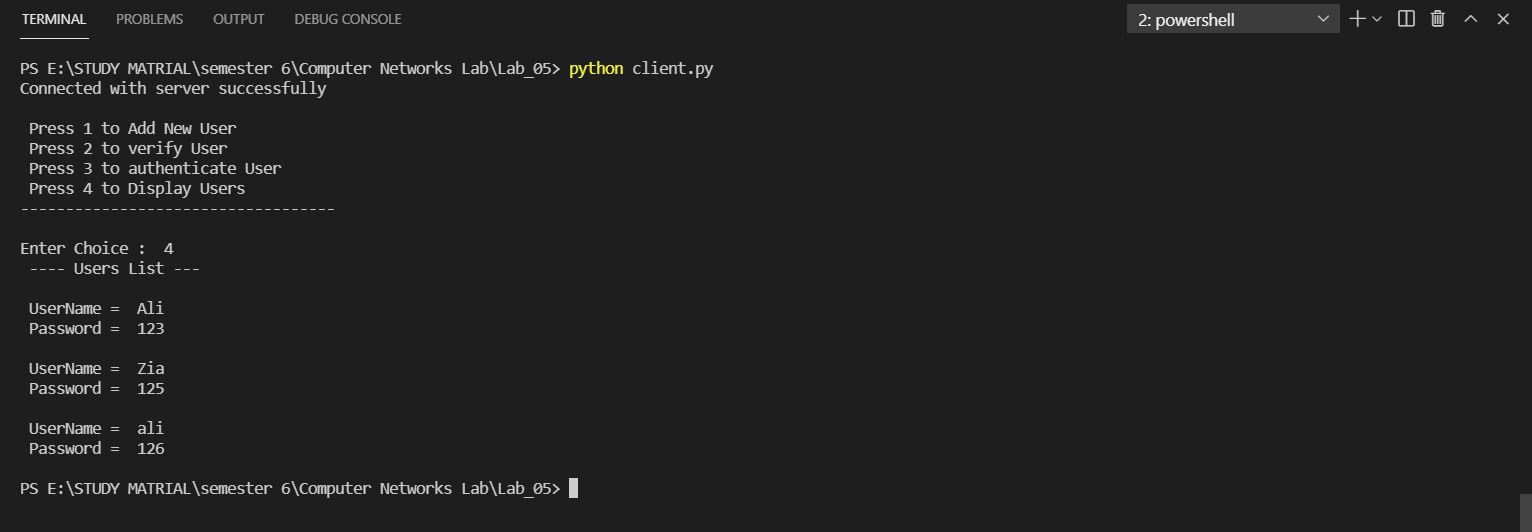 TERMINAL PROBLEMS OUTPUT DEBUG CONSOLE 2: powershell
PS E:\STUDY MATRIAL\semester 6\Computer Networks Lab\Lab_05> python client.py
Connected with server successfully
Press 1 to Add New User
Press 2 to verify User
Press 3 to authenticate User
Press 4 to Display Users
-----------------------------------
Enter Choice :  4
---- Users List ---
UserName =  Ali
Password =  123
UserName =  Zia
Password =  125
UserName =  ali
Password =  126
PS E:\STUDY MATRIAL\semester 6\Computer Networks Lab\Lab_05>